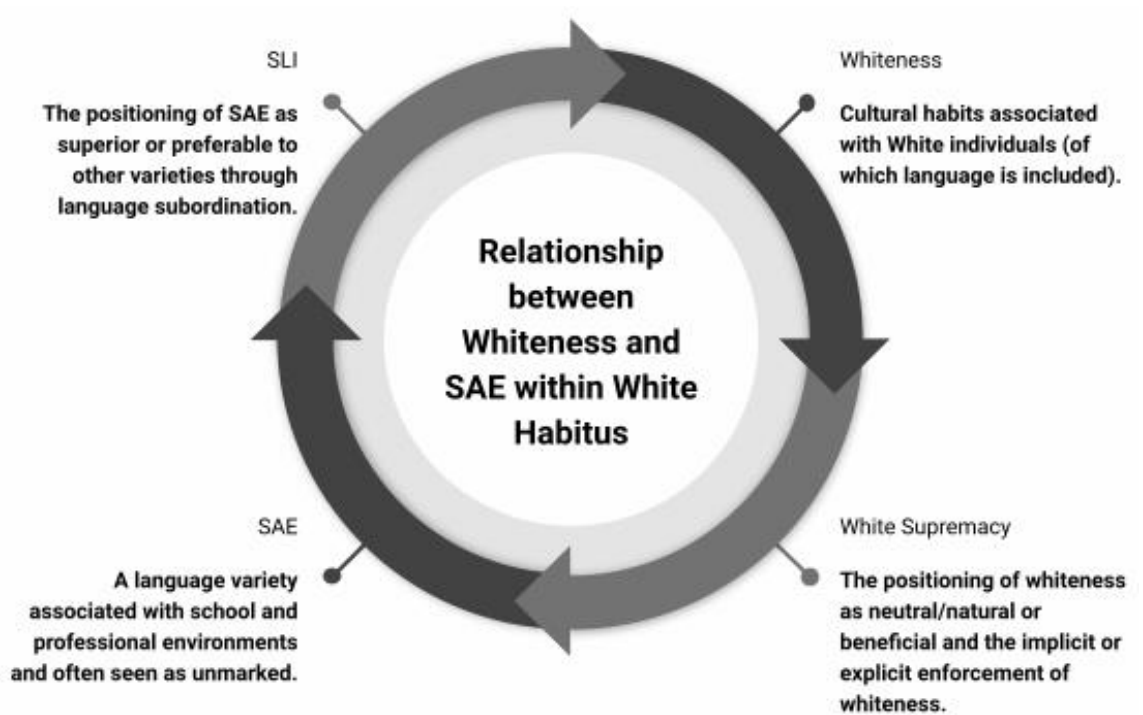 SLI
The positioning of SAE as
superior or preferable to
other varieties through
language subordination.
Whiteness
Cultural habits associated
with White individuals (of
which language is included).
Relationship
between
Whiteness and
SAE within White
Habitus
SAE
A language variety
associated with school and
professional environments
and often seen as unmarked.
White Supremacy
The positioning of whiteness
as neutral/natural or
beneficial and the implicit or
explicit enforcement of
whiteness.